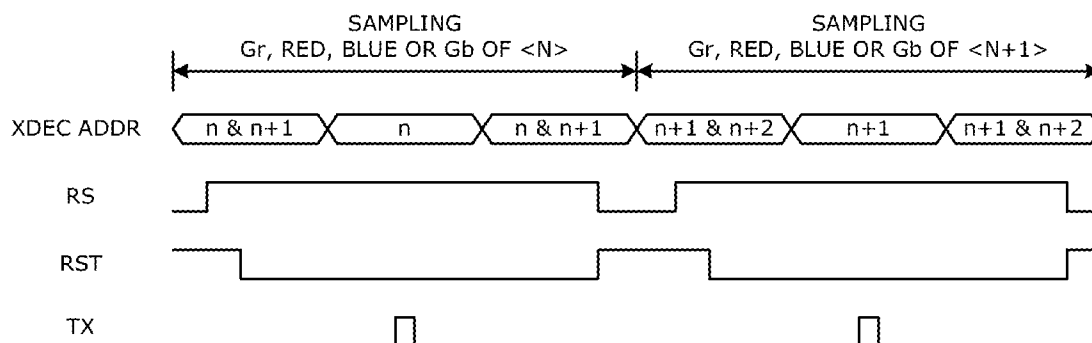 SAMPLING
Gr, RED, BLUE OR Gb OF <N>
SAMPLING
Gr, RED, BLUE OR Gb OF <N+1>
XDEC ADDR
n & n+1
n
n & n+1
n+1 & n+2
n+1
n+1 & n+2
RS
RST
TX